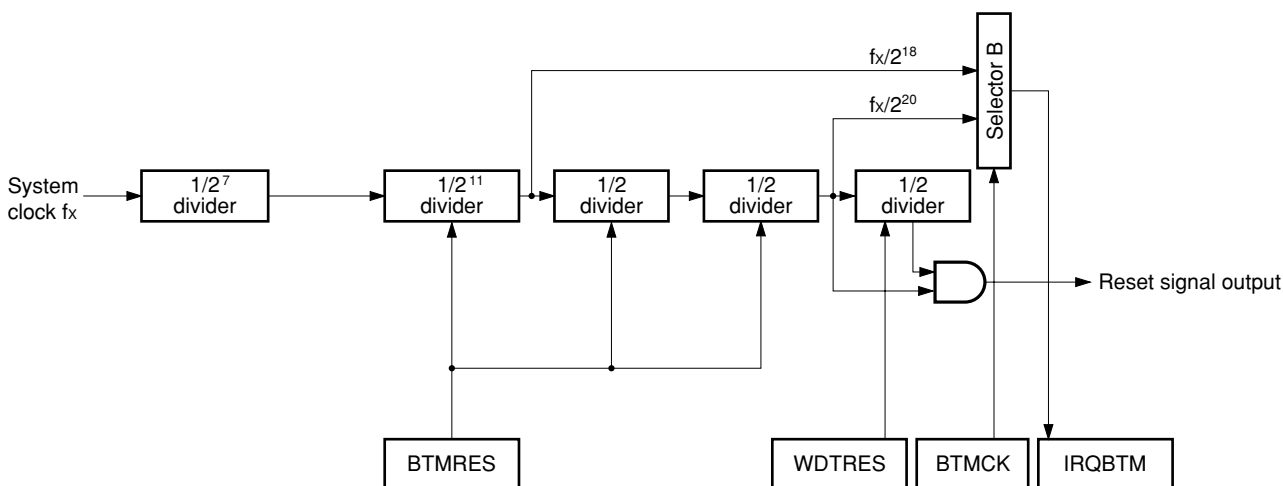 fx/2¹⁸
fx/2²⁰
Selector B
System
clock fx
1/2⁷
divider
1/2¹¹
divider
1/2
divider
1/2
divider
1/2
divider
Reset signal output
BTMRES
WDTRES
BTMCK
IRQBTM